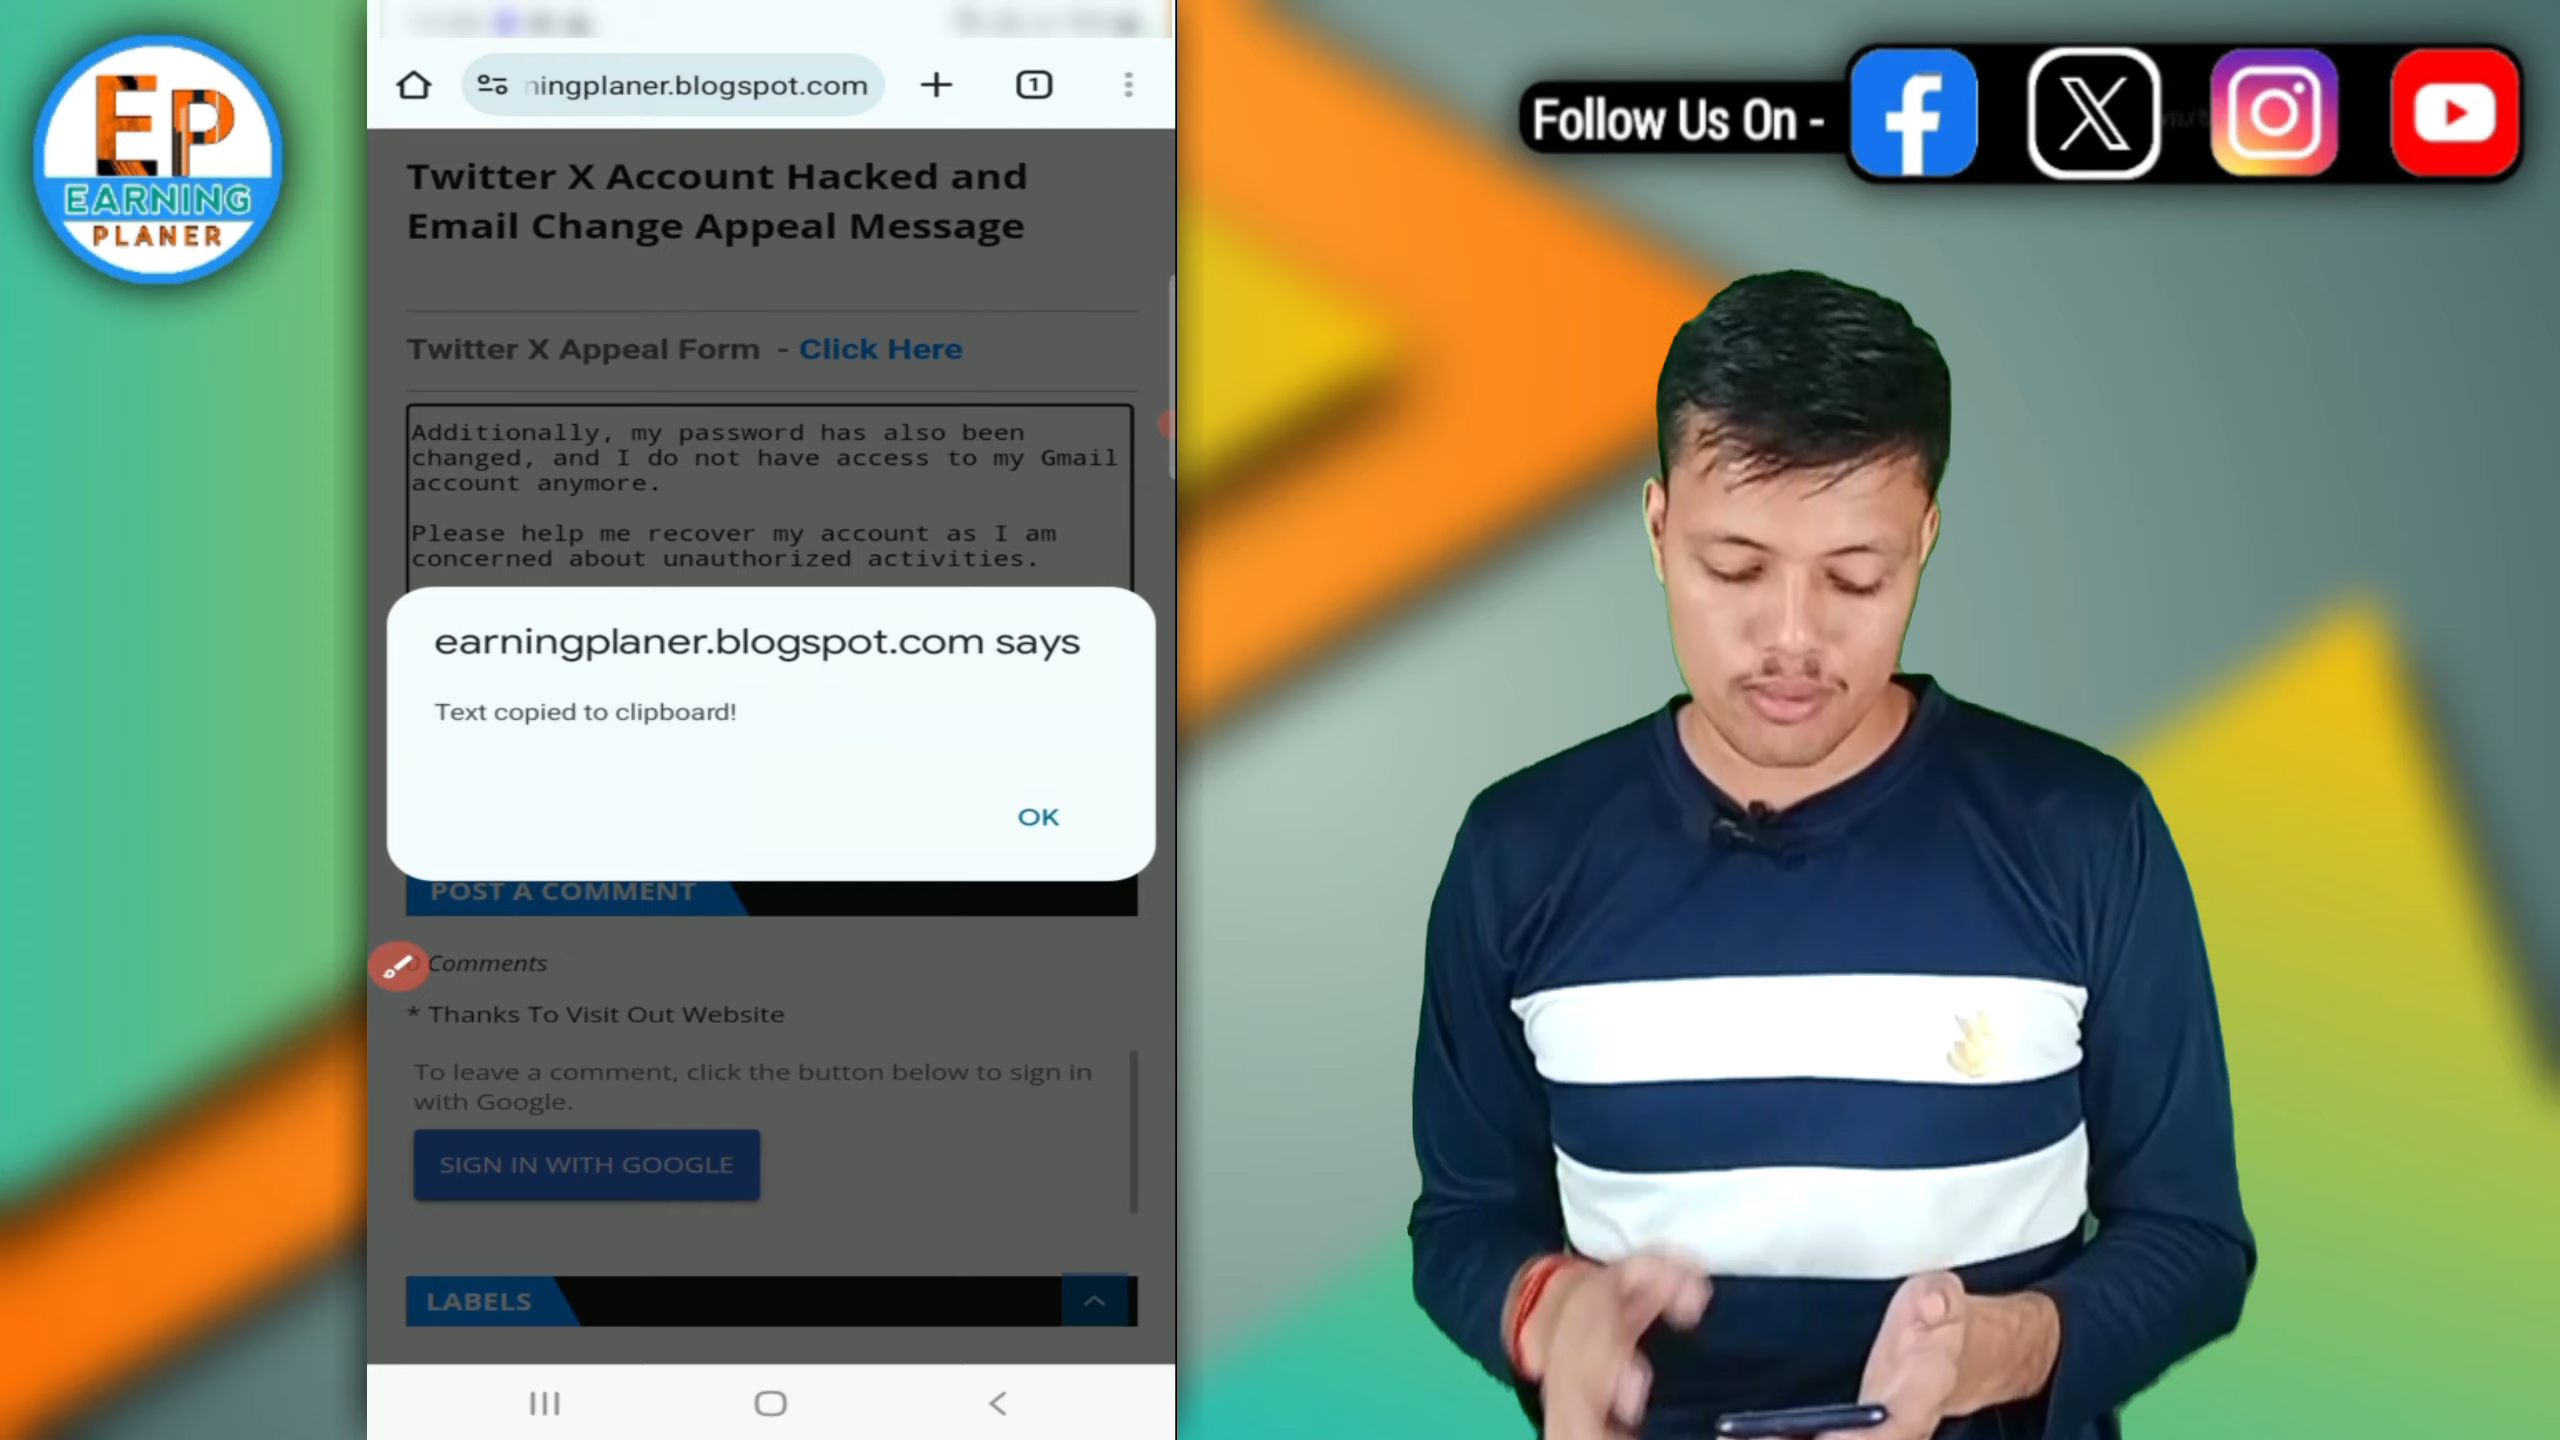 EP
EARNING
PLANER
ningplaner.blogspot.com
1
Twitter X Account Hacked and
Email Change Appeal Message
Twitter X Appeal Form - Click Here
Additionally, my password has also been
changed, and I do not have access to my Gmail
account anymore.
Please help me recover my account as I am
concerned about unauthorized activities.
earningplaner.blogspot.com says
Text copied to clipboard!
OK
POST A COMMENT
Comments
* Thanks To Visit Out Website
To leave a comment, click the button below to sign in
with Google.
SIGN IN WITH GOOGLE
LABELS
Follow Us On -